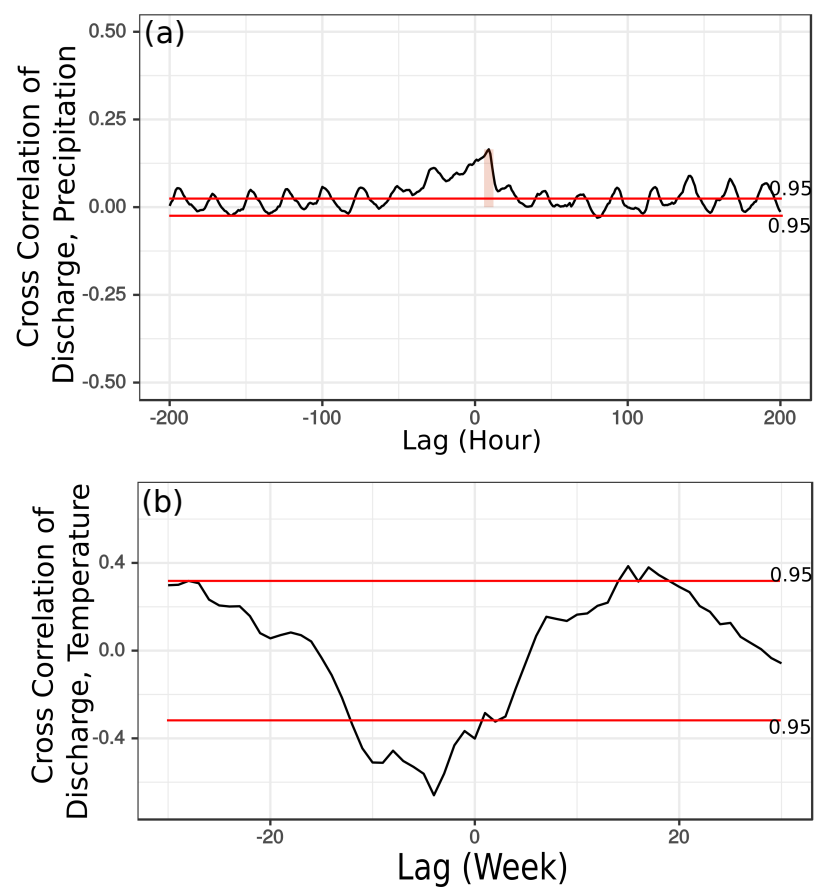 (a)
Cross Correlation of
Discharge, Precipitation
0.50
0.25
0.00
-0.25
-0.50
0.95
0.95
-200 -100 0 100 200
Lag (Hour)
(b)
Cross Correlation of
Discharge, Temperature
0.4
0.0
-0.4
0.95
0.95
-20 0 20
Lag (Week)